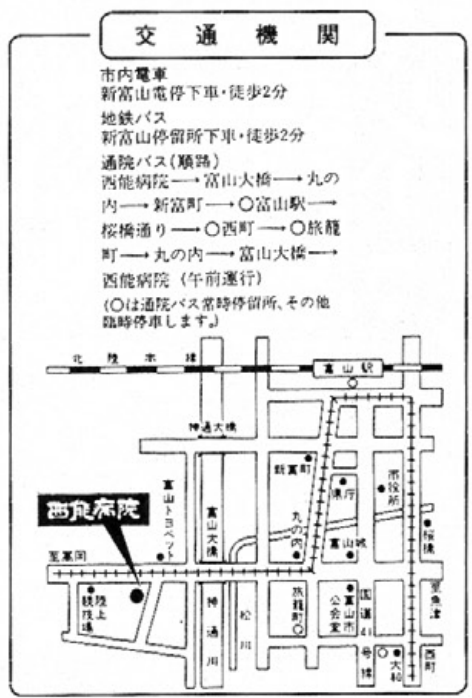 交通機関
市内電車
新富山電停下車・徒歩2分
地鉄バス
新富山停留所下車・徒歩2分
通院バス(順路)
西能病院→富山大橋→丸の
内→新富町→○富山駅→
桜橋通り→○西町→○旅籠
町→丸の内→富山大橋→
西能病院(午前運行)
(○は通院バス常時停留所、その他
臨時停車します。)
北陸本線
富山駅
神通大橋
新富町
県庁
市役所
富山トヨペット
富山大橋
丸の内
富山城
桜橋
西能病院
至高岡
陸上
競技場
神通川
松川
旅籠町
富山市
公会堂
国道41号線
大和
西町
至魚津